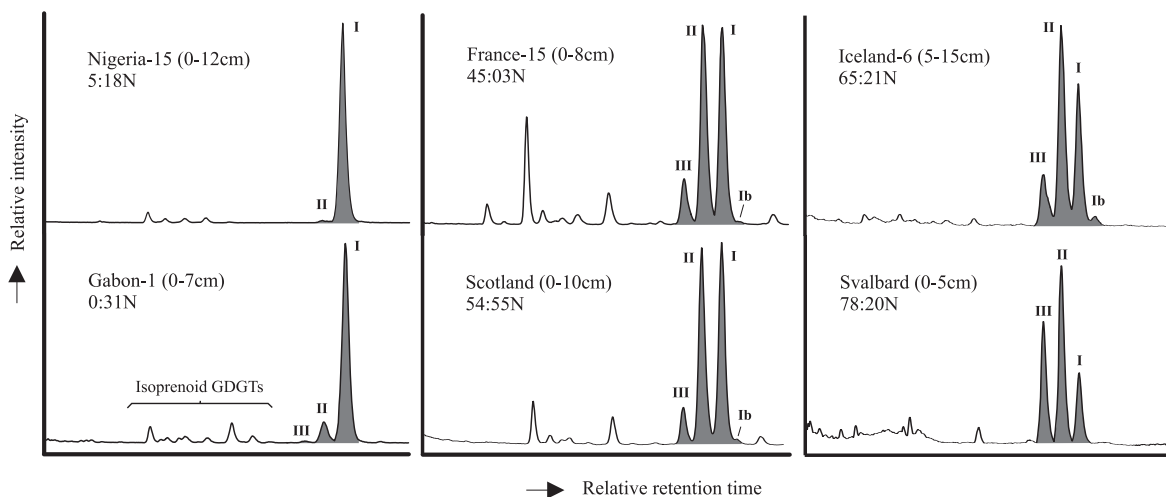 Relative intensity
Nigeria-15 (0-12cm)
5:18N
II
I
France-15 (0-8cm)
45:03N
III
II
I
Ib
Iceland-6 (5-15cm)
65:21N
III
II
I
Ib
Gabon-1 (0-7cm)
0:31N
Isoprenoid GDGTs
III
II
I
Scotland (0-10cm)
54:55N
III
II
I
Ib
Svalbard (0-5cm)
78:20N
III
II
I
Relative retention time